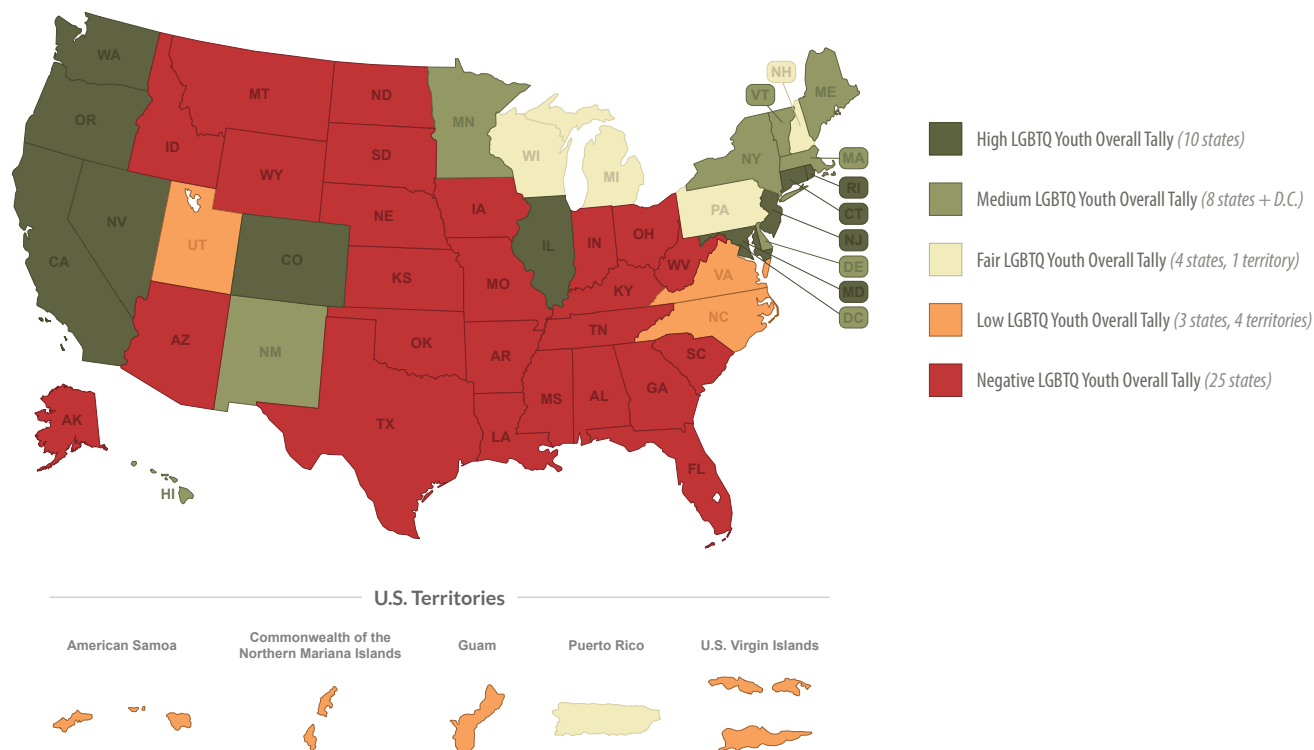 WA
OR
CA
NV
ID
MT
WY
UT
AZ
CO
NM
ND
SD
NE
KS
OK
TX
MN
IA
MO
AR
LA
WI
IL
MI
IN
OH
KY
TN
MS
AL
GA
FL
SC
NC
VA
WV
PA
NY
VT
NH
ME
MA
RI
CT
NJ
DE
MD
DC
AK
HI
High LGBTQ Youth Overall Tally (10 states)
Medium LGBTQ Youth Overall Tally (8 states + D.C.)
Fair LGBTQ Youth Overall Tally (4 states, 1 territory)
Low LGBTQ Youth Overall Tally (3 states, 4 territories)
Negative LGBTQ Youth Overall Tally (25 states)
U.S. Territories
American Samoa
Commonwealth of the
Northern Mariana Islands
Guam
Puerto Rico
U.S. Virgin Islands